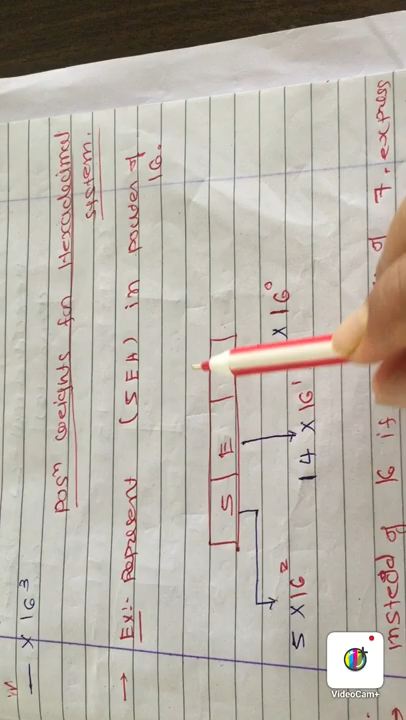 — × 16³
Posⁿ weights for Hexadecimal
system.
→ Ex:- Represent (5EA) in power of
16.
5 E
5 × 16² 14 × 16¹ × 16⁰
instead of 16 if of 7. express
VideoCam+